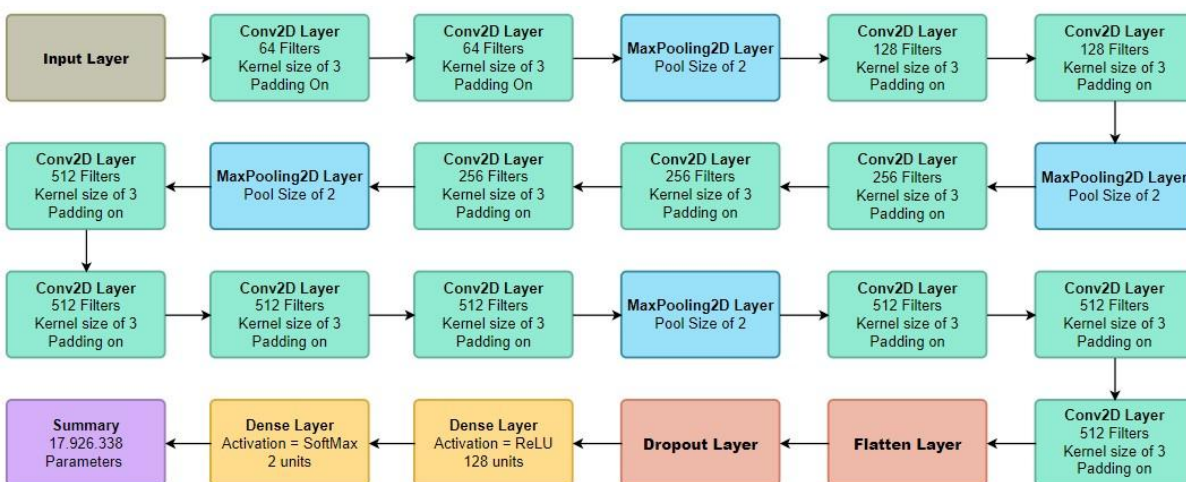 Input Layer
Conv2D Layer
64 Filters
Kernel size of 3
Padding On
Conv2D Layer
64 Filters
Kernel size of 3
Padding On
MaxPooling2D Layer
Pool Size of 2
Conv2D Layer
128 Filters
Kernel size of 3
Padding on
Conv2D Layer
128 Filters
Kernel size of 3
Padding on
MaxPooling2D Layer
Pool Size of 2
Conv2D Layer
256 Filters
Kernel size of 3
Padding on
Conv2D Layer
256 Filters
Kernel size of 3
Padding on
Conv2D Layer
256 Filters
Kernel size of 3
Padding on
MaxPooling2D Layer
Pool Size of 2
Conv2D Layer
512 Filters
Kernel size of 3
Padding on
Conv2D Layer
512 Filters
Kernel size of 3
Padding on
Conv2D Layer
512 Filters
Kernel size of 3
Padding on
Conv2D Layer
512 Filters
Kernel size of 3
Padding on
MaxPooling2D Layer
Pool Size of 2
Conv2D Layer
512 Filters
Kernel size of 3
Padding on
Conv2D Layer
512 Filters
Kernel size of 3
Padding on
Conv2D Layer
512 Filters
Kernel size of 3
Padding on
Flatten Layer
Dropout Layer
Dense Layer
Activation = ReLU
128 units
Dense Layer
Activation = SoftMax
2 units
Summary
17.926.338
Parameters